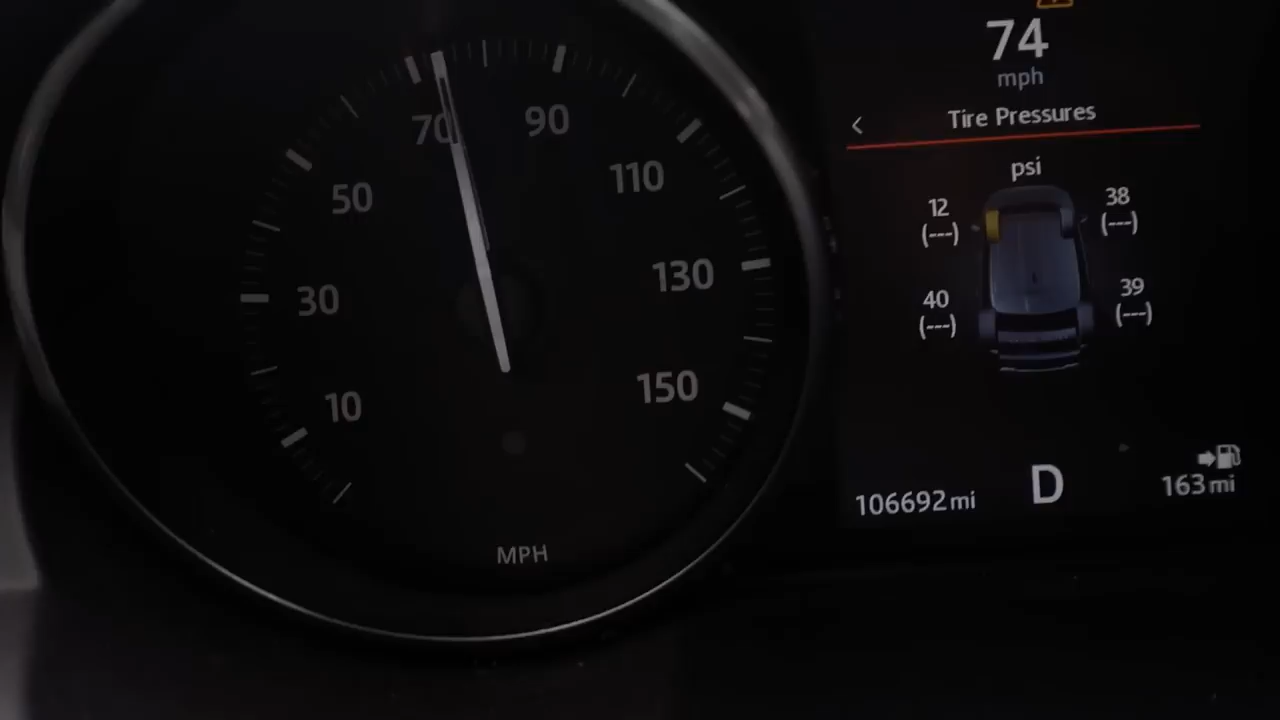 70
90
50
110
30
130
10
150
MPH
74
mph
Tire Pressures
psi
12
(---)
38
(---)
40
(---)
39
(---)
106692 mi
D
163 mi